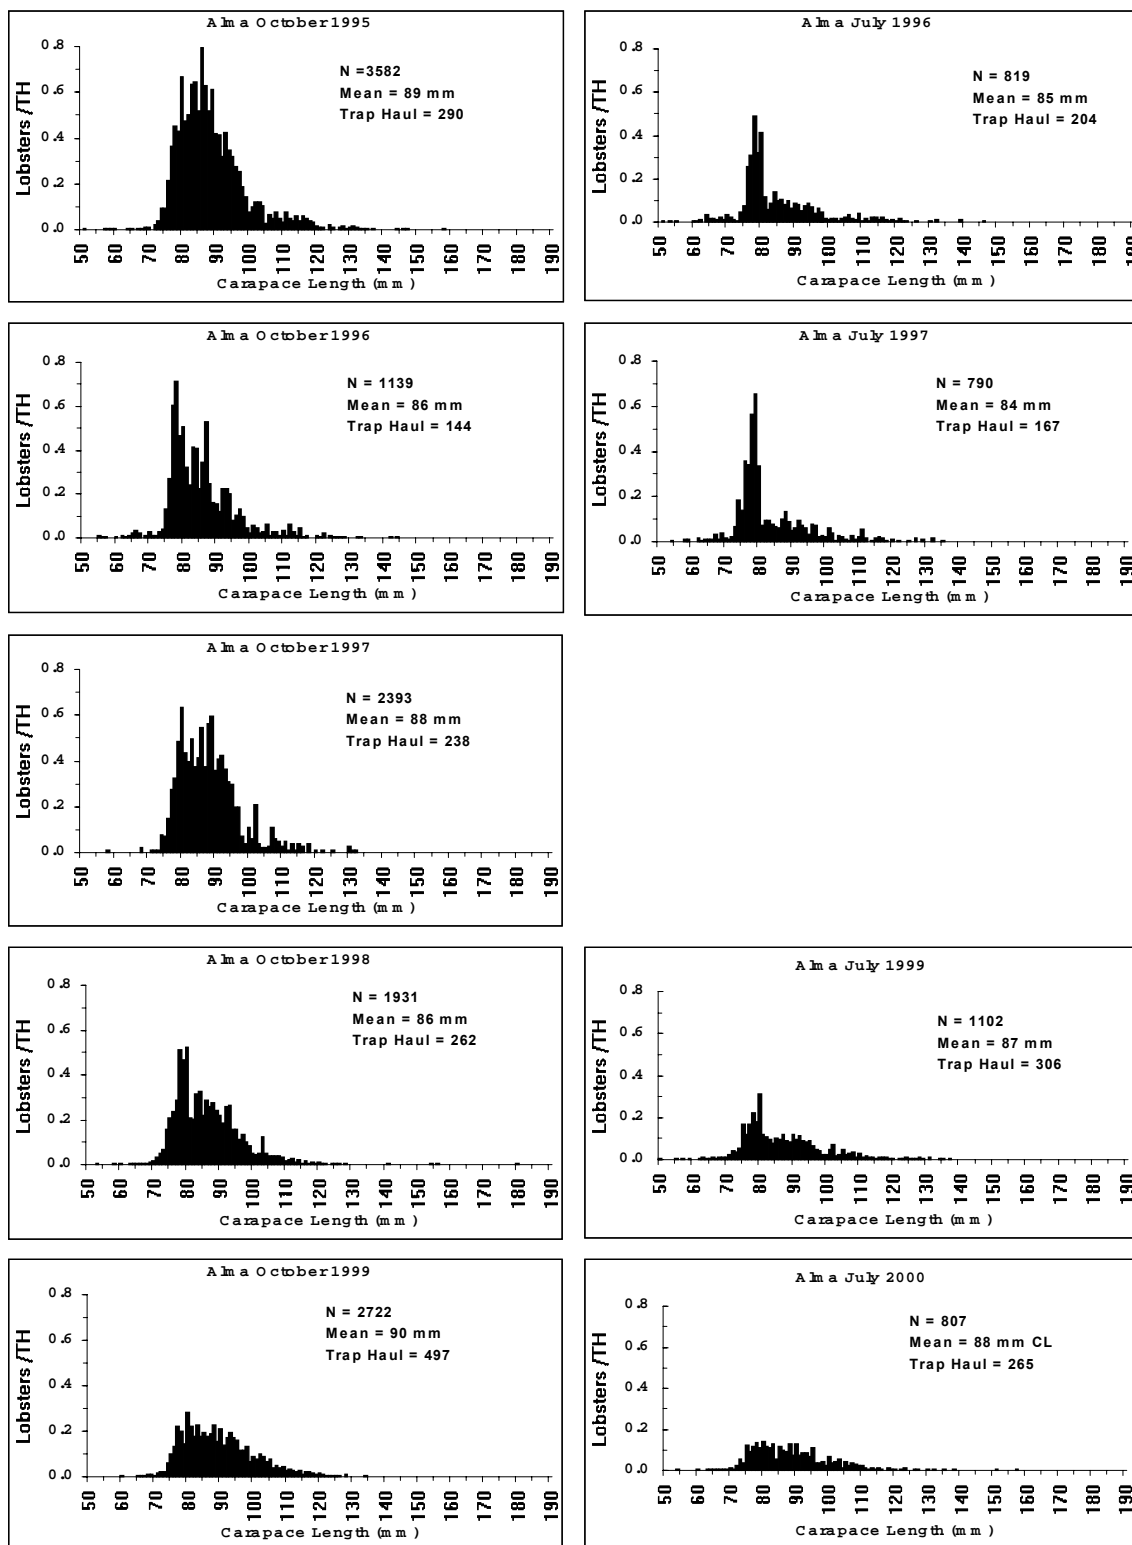 Alma October 1995
0.8
0.6
0.4
0.2
0.0
Lobsters /TH
N =3582
Mean = 89 mm
Trap Haul = 290
50 60 70 80 90 100 110 120 130 140 150 160 170 180 190
Carapace Length (mm)
Alma July 1996
0.8
0.6
0.4
0.2
0.0
Lobsters /TH
N = 819
Mean = 85 mm
Trap Haul = 204
50 60 70 80 90 100 110 120 130 140 150 160 170 180 190
Carapace Length (mm)
Alma October 1996
0.8
0.6
0.4
0.2
0.0
Lobsters /TH
N = 1139
Mean = 86 mm
Trap Haul = 144
50 60 70 80 90 100 110 120 130 140 150 160 170 180 190
Carapace Length (mm)
Alma July 1997
0.8
0.6
0.4
0.2
0.0
Lobsters /TH
N = 790
Mean = 84 mm
Trap Haul = 167
50 60 70 80 90 100 110 120 130 140 150 160 170 180 190
Carapace Length (mm)
Alma October 1997
0.8
0.6
0.4
0.2
0.0
Lobsters /TH
N = 2393
Mean = 88 mm
Trap Haul = 238
50 60 70 80 90 100 110 120 130 140 150 160 170 180 190
Carapace Length (mm)
Alma October 1998
0.8
0.6
0.4
0.2
0.0
Lobsters /TH
N = 1931
Mean = 86 mm
Trap Haul = 262
50 60 70 80 90 100 110 120 130 140 150 160 170 180 190
Carapace Length (mm)
Alma July 1999
0.8
0.6
0.4
0.2
0.0
Lobsters /TH
N = 1102
Mean = 87 mm
Trap Haul = 306
50 60 70 80 90 100 110 120 130 140 150 160 170 180 190
Carapace Length (mm)
Alma October 1999
0.8
0.6
0.4
0.2
0.0
Lobsters /TH
N = 2722
Mean = 90 mm
Trap Haul = 497
50 60 70 80 90 100 110 120 130 140 150 160 170 180 190
Carapace Length (mm)
Alma July 2000
0.8
0.6
0.4
0.2
0.0
Lobsters /TH
N = 807
Mean = 88 mm CL
Trap Haul = 265
50 60 70 80 90 100 110 120 130 140 150 160 170 180 190
Carapace Length (mm)